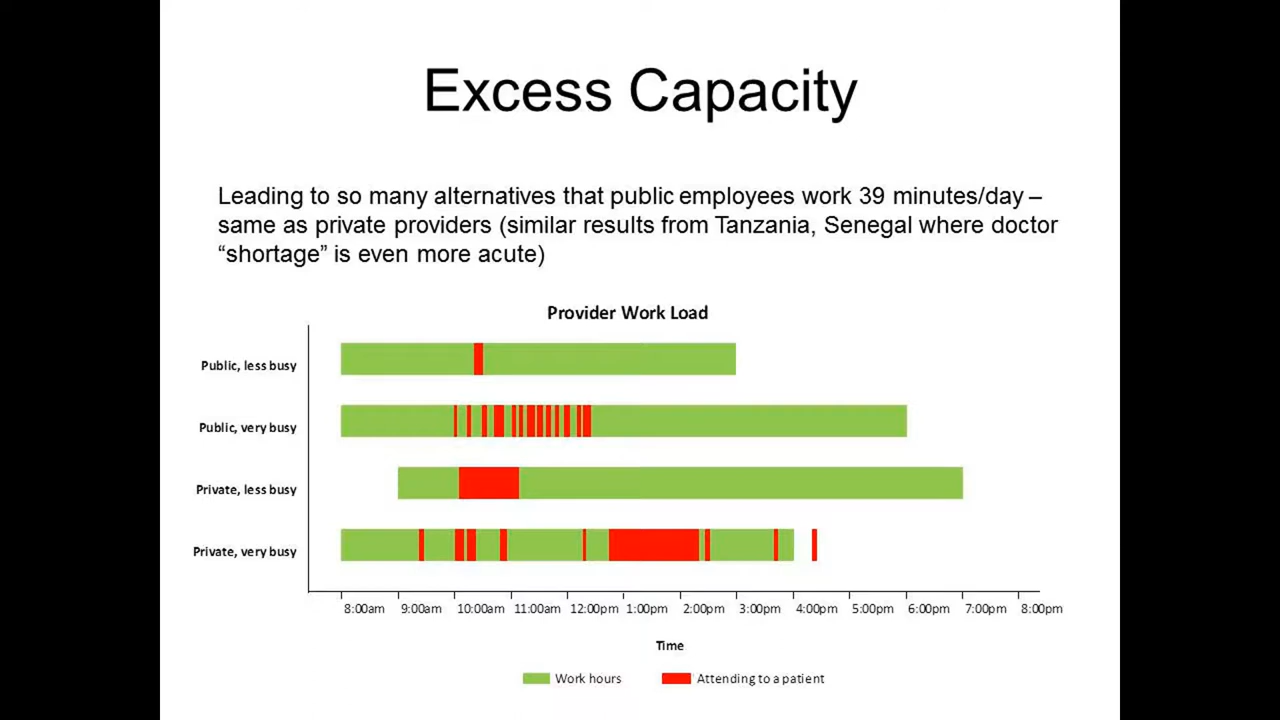 Excess Capacity
Leading to so many alternatives that public employees work 39 minutes/day –
same as private providers (similar results from Tanzania, Senegal where doctor
“shortage” is even more acute)
Provider Work Load
Public, less busy
Public, very busy
Private, less busy
Private, very busy
8:00am 9:00am 10:00am 11:00am 12:00pm 1:00pm 2:00pm 3:00pm 4:00pm 5:00pm 6:00pm 7:00pm 8:00pm
Time
Work hours Attending to a patient